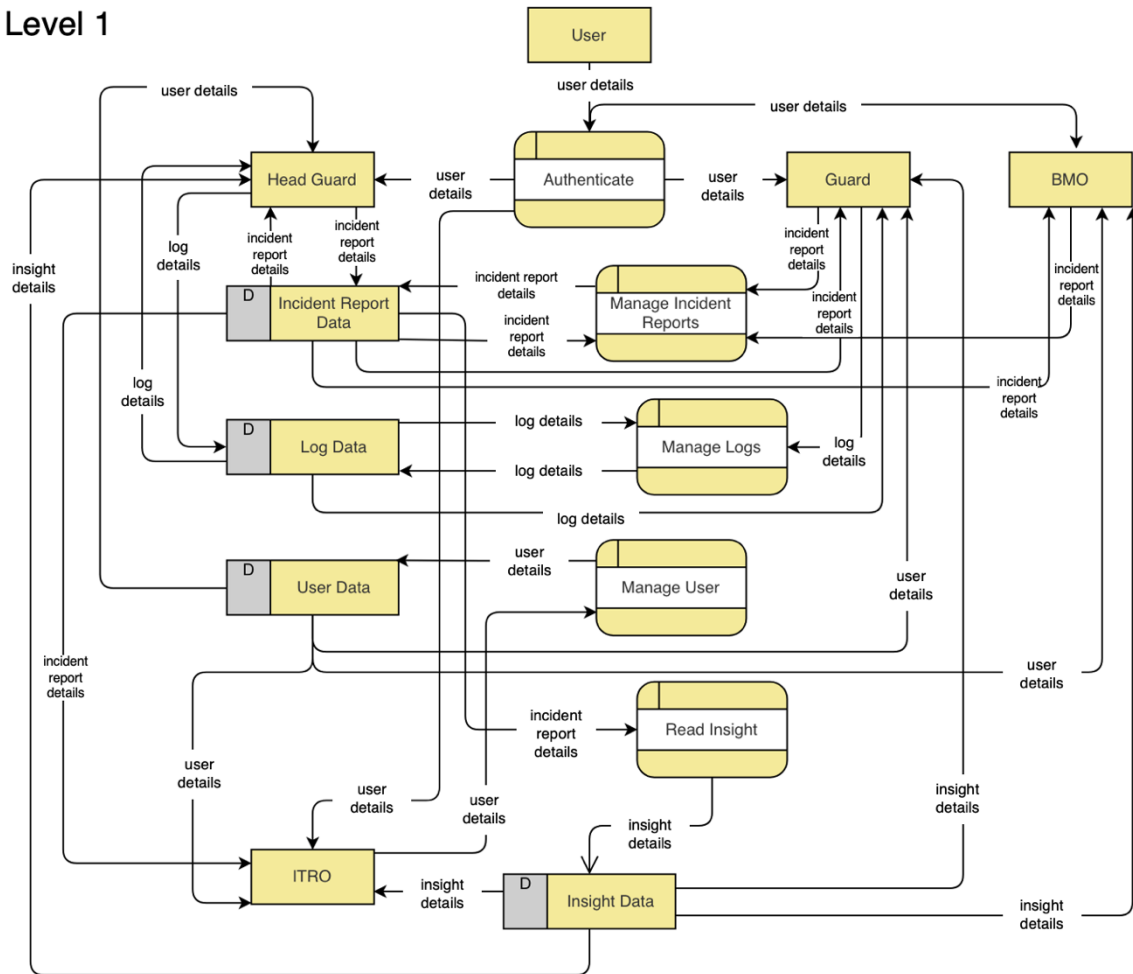 Level 1
User
user details
user details
user details
Head Guard
user
details
Authenticate
user
details
Guard
BMO
insight
details
log
details
incident
report
details
incident
report
details
incident
report details
incident
report
details
Incident Report
Data
D
incident report
details
incident
report
details
Manage Incident
Reports
incident
report details
log
details
incident
report
details
D
Log Data
log details
log details
Manage Logs
log
details
log details
D
User Data
user
details
Manage User
user
details
incident
report
details
user
details
incident
report
details
Read Insight
user
details
user
details
user
details
insight
details
insight
details
ITRO
insight
details
D
Insight Data
insight
details